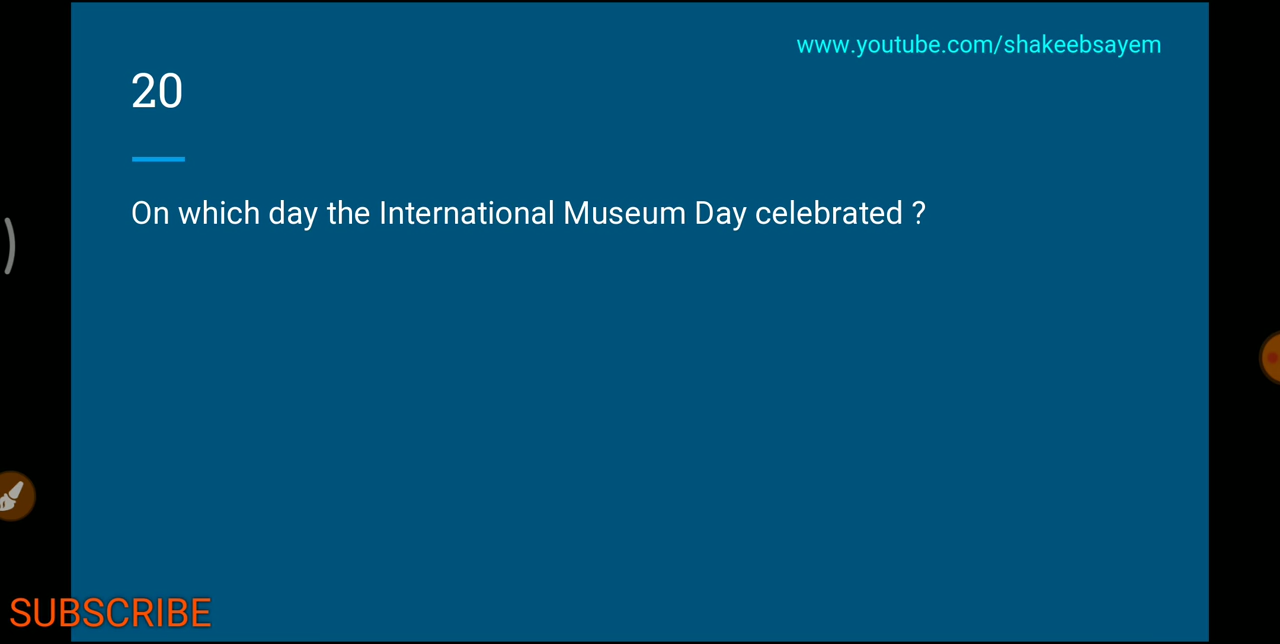 www.youtube.com/shakeebsayem
20
On which day the International Museum Day celebrated ?
SUBSCRIBE